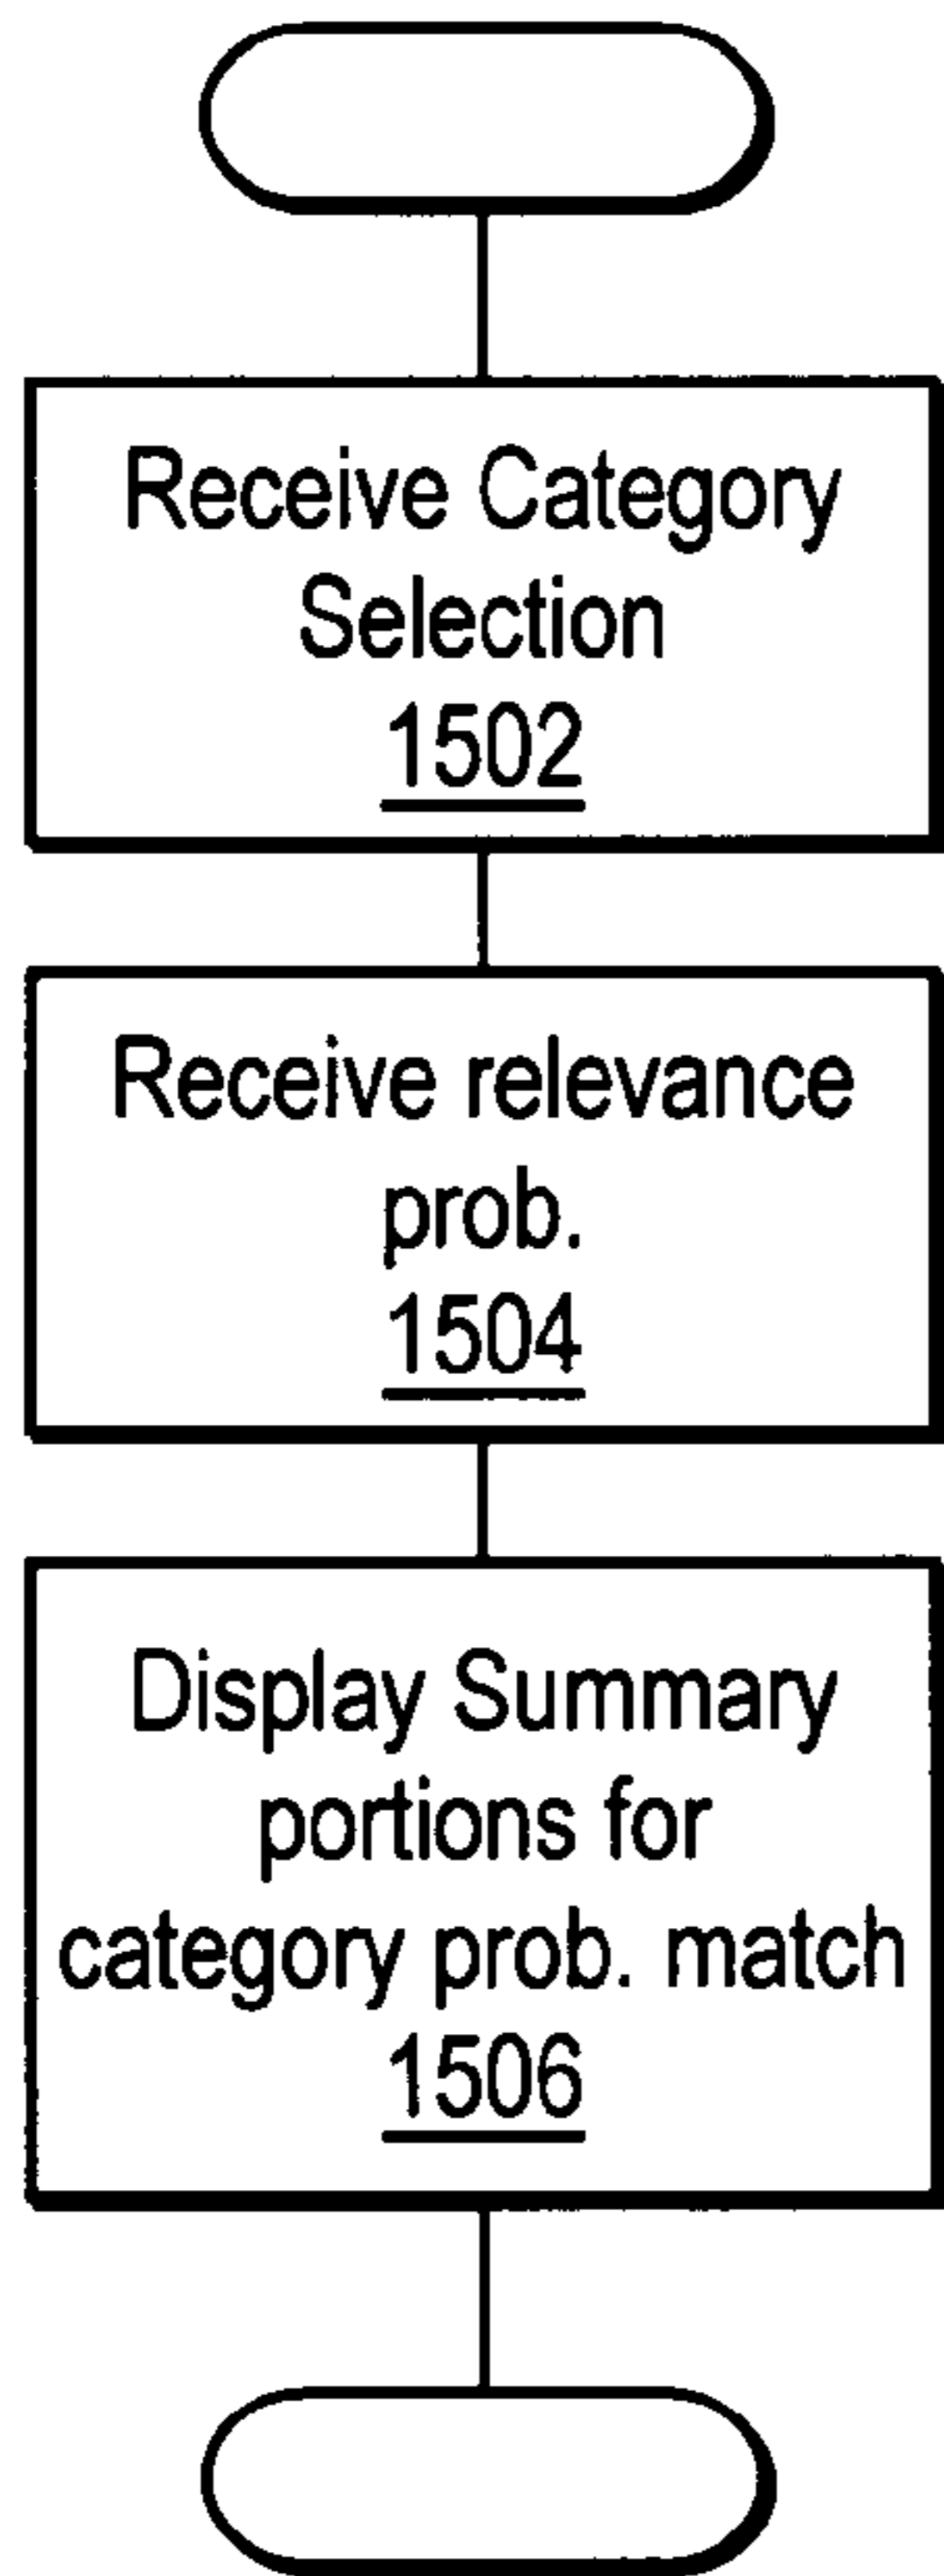 Receive Category
Selection
1502
Receive relevance
prob.
1504
Display Summary
portions for
category prob. match
1506